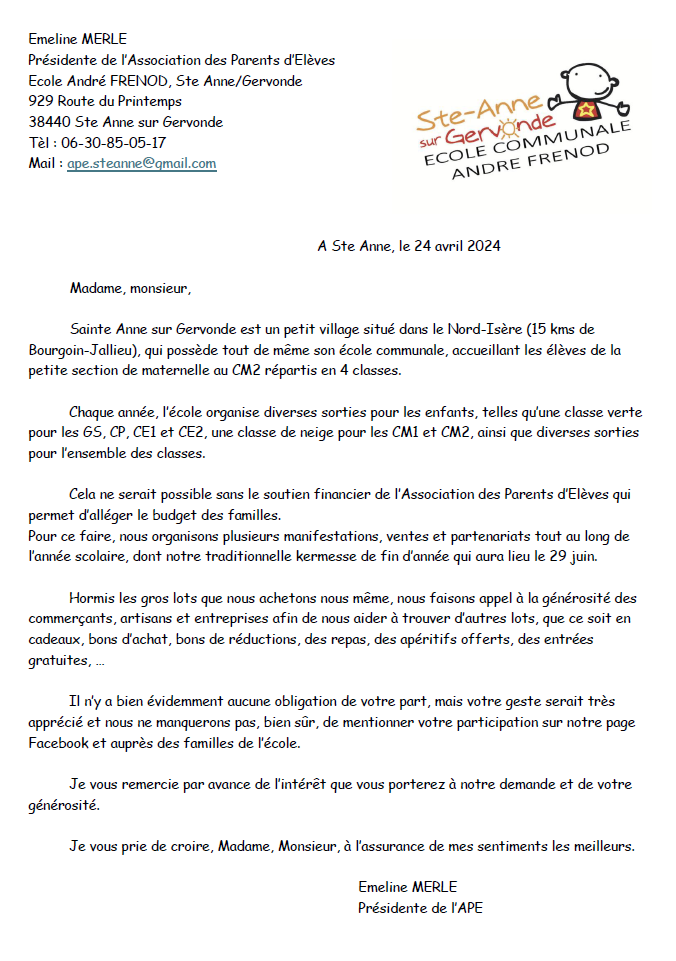 Emeline MERLE
Présidente de l'Association des Parents d'Elèves
Ecole André FRENOD, Ste Anne/Gervonde
929 Route du Printemps
38440 Ste Anne sur Gervonde
Tèl : 06-30-85-05-17
Mail : ape.steanne@gmail.com
Ste-Anne
sur Gervonde
ECOLE COMMUNALE
ANDRE FRENOD
A Ste Anne, le 24 avril 2024
Madame, monsieur,
Sainte Anne sur Gervonde est un petit village situé dans le Nord-Isère (15 kms de
Bourgoin-Jallieu), qui possède tout de même son école communale, accueillant les élèves de la
petite section de maternelle au CM2 répartis en 4 classes.
Chaque année, l'école organise diverses sorties pour les enfants, telles qu'une classe verte
pour les GS, CP, CE1 et CE2, une classe de neige pour les CM1 et CM2, ainsi que diverses sorties
pour l'ensemble des classes.
Cela ne serait possible sans le soutien financier de l'Association des Parents d'Elèves qui
permet d'alléger le budget des familles.
Pour ce faire, nous organisons plusieurs manifestations, ventes et partenariats tout au long de
l'année scolaire, dont notre traditionnelle kermesse de fin d'année qui aura lieu le 29 juin.
Hormis les gros lots que nous achetons nous même, nous faisons appel à la générosité des
commerçants, artisans et entreprises afin de nous aider à trouver d'autres lots, que ce soit en
cadeaux, bons d'achat, bons de réductions, des repas, des apéritifs offerts, des entrées
gratuites, ...
Il n'y a bien évidemment aucune obligation de votre part, mais votre geste serait très
apprécié et nous ne manquerons pas, bien sûr, de mentionner votre participation sur notre page
Facebook et auprès des familles de l'école.
Je vous remercie par avance de l'intérêt que vous porterez à notre demande et de votre
générosité.
Je vous prie de croire, Madame, Monsieur, à l'assurance de mes sentiments les meilleurs.
Emeline MERLE
Présidente de l'APE